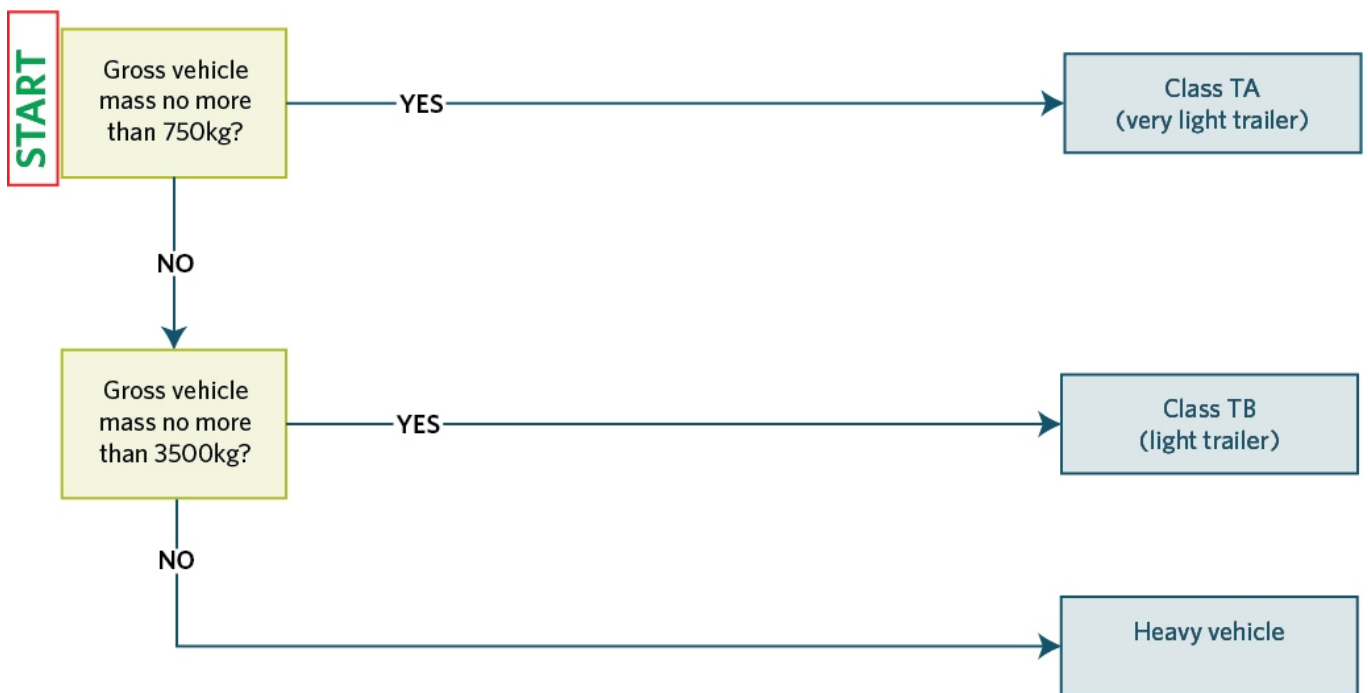 START
Gross vehicle
mass no more
than 750kg?
YES
Class TA
(very light trailer)
NO
Gross vehicle
mass no more
than 3500kg?
YES
Class TB
(light trailer)
NO
Heavy vehicle